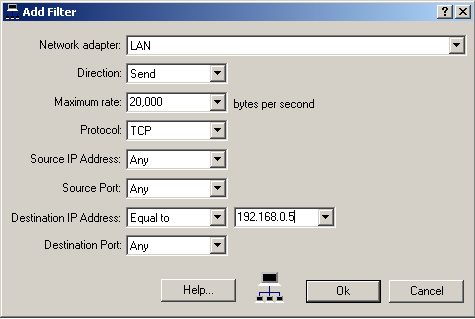 Add Filter
Network adapter: LAN
Direction: Send
Maximum rate: 20,000 bytes per second
Protocol: TCP
Source IP Address: Any
Source Port: Any
Destination IP Address: Equal to 192.168.0.5
Destination Port: Any
Help... Ok Cancel